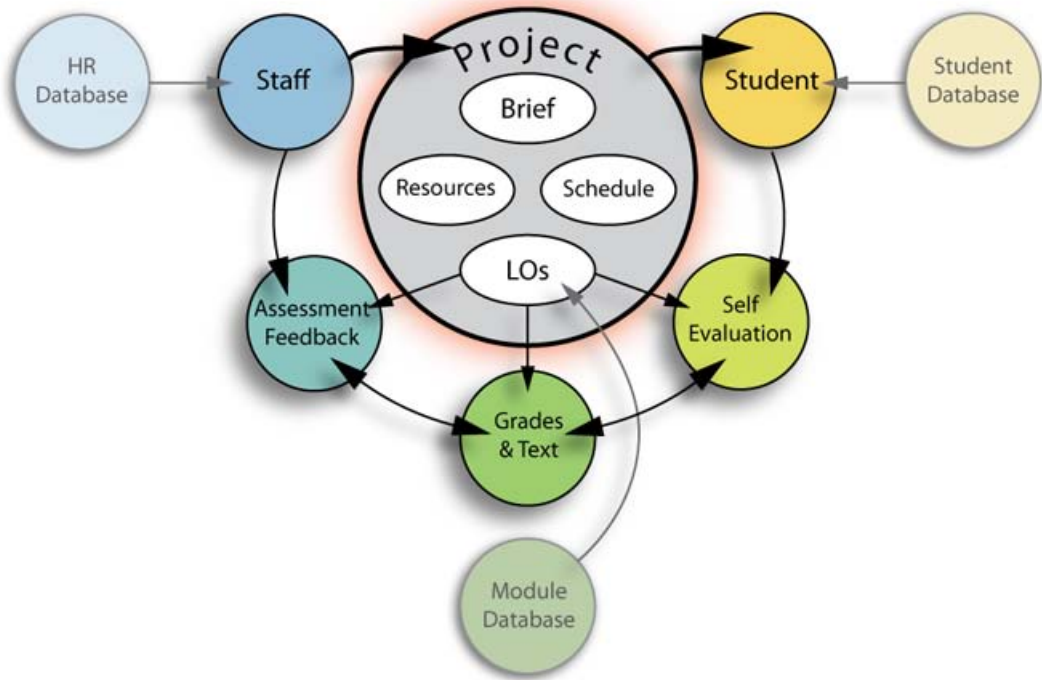 Project
HR
Database
Staff
Student
Student
Database
Brief
Resources
Schedule
LOs
Assessment
Feedback
Self
Evaluation
Grades
& Text
Module
Database